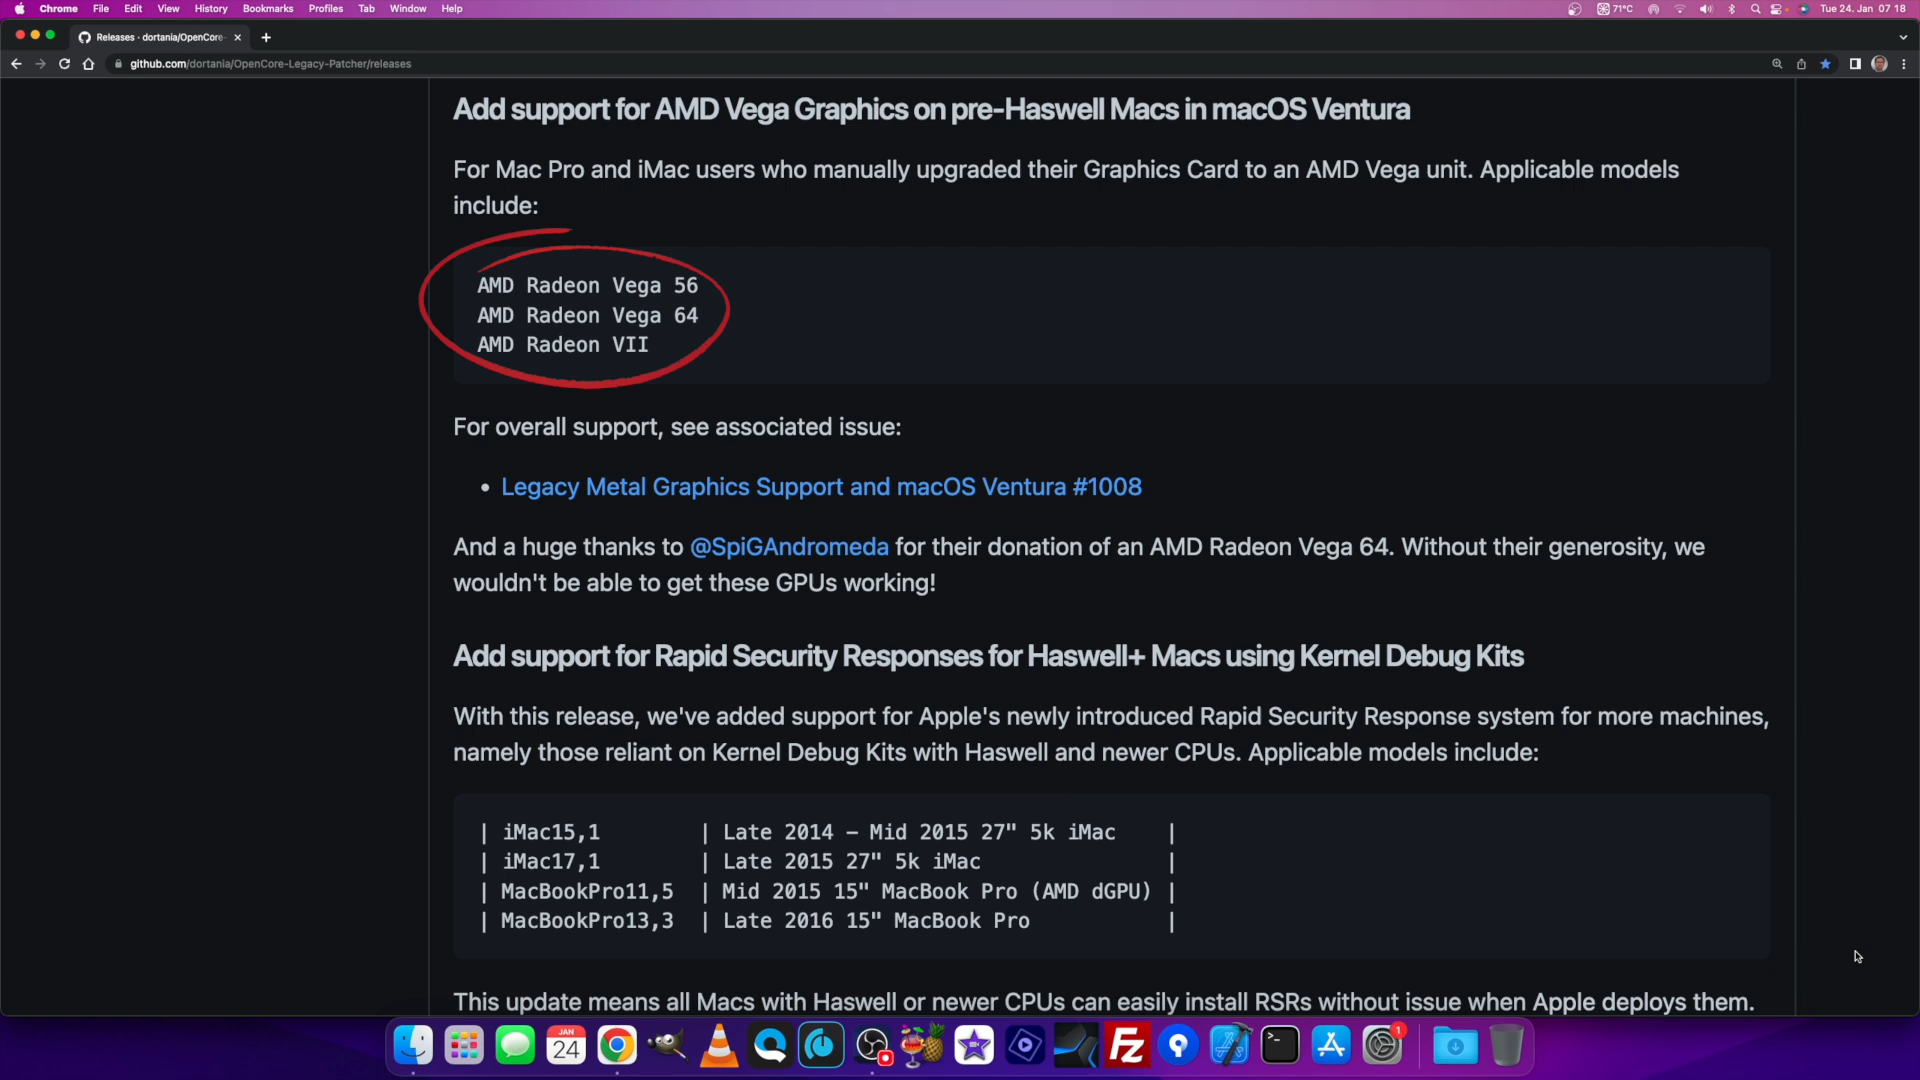 Chrome File Edit View History Bookmarks Profiles Tab Window Help 71°C Tue 24. Jan 07 18
Releases · dortania/OpenCore-
github.com/dortania/OpenCore-Legacy-Patcher/releases
Add support for AMD Vega Graphics on pre-Haswell Macs in macOS Ventura
For Mac Pro and iMac users who manually upgraded their Graphics Card to an AMD Vega unit. Applicable models
include:
AMD Radeon Vega 56
AMD Radeon Vega 64
AMD Radeon VII
For overall support, see associated issue:
• Legacy Metal Graphics Support and macOS Ventura #1008
And a huge thanks to @SpiGAndromeda for their donation of an AMD Radeon Vega 64. Without their generosity, we
wouldn't be able to get these GPUs working!
Add support for Rapid Security Responses for Haswell+ Macs using Kernel Debug Kits
With this release, we've added support for Apple's newly introduced Rapid Security Response system for more machines,
namely those reliant on Kernel Debug Kits with Haswell and newer CPUs. Applicable models include:
| iMac15,1 | Late 2014 – Mid 2015 27" 5k iMac |
| iMac17,1 | Late 2015 27" 5k iMac |
| MacBookPro11,5 | Mid 2015 15" MacBook Pro (AMD dGPU) |
| MacBookPro13,3 | Late 2016 15" MacBook Pro |
This update means all Macs with Haswell or newer CPUs can easily install RSRs without issue when Apple deploys them.
JAN
24
FZ
1